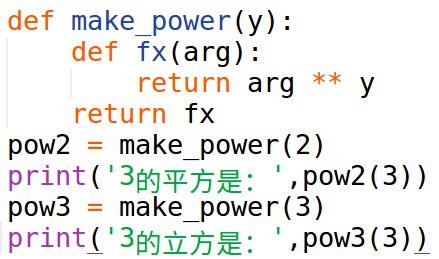 def make_power(y):
    def fx(arg):
        return arg ** y
    return fx
pow2 = make_power(2)
print('3的平方是：',pow2(3))
pow3 = make_power(3)
print('3的立方是：',pow3(3))